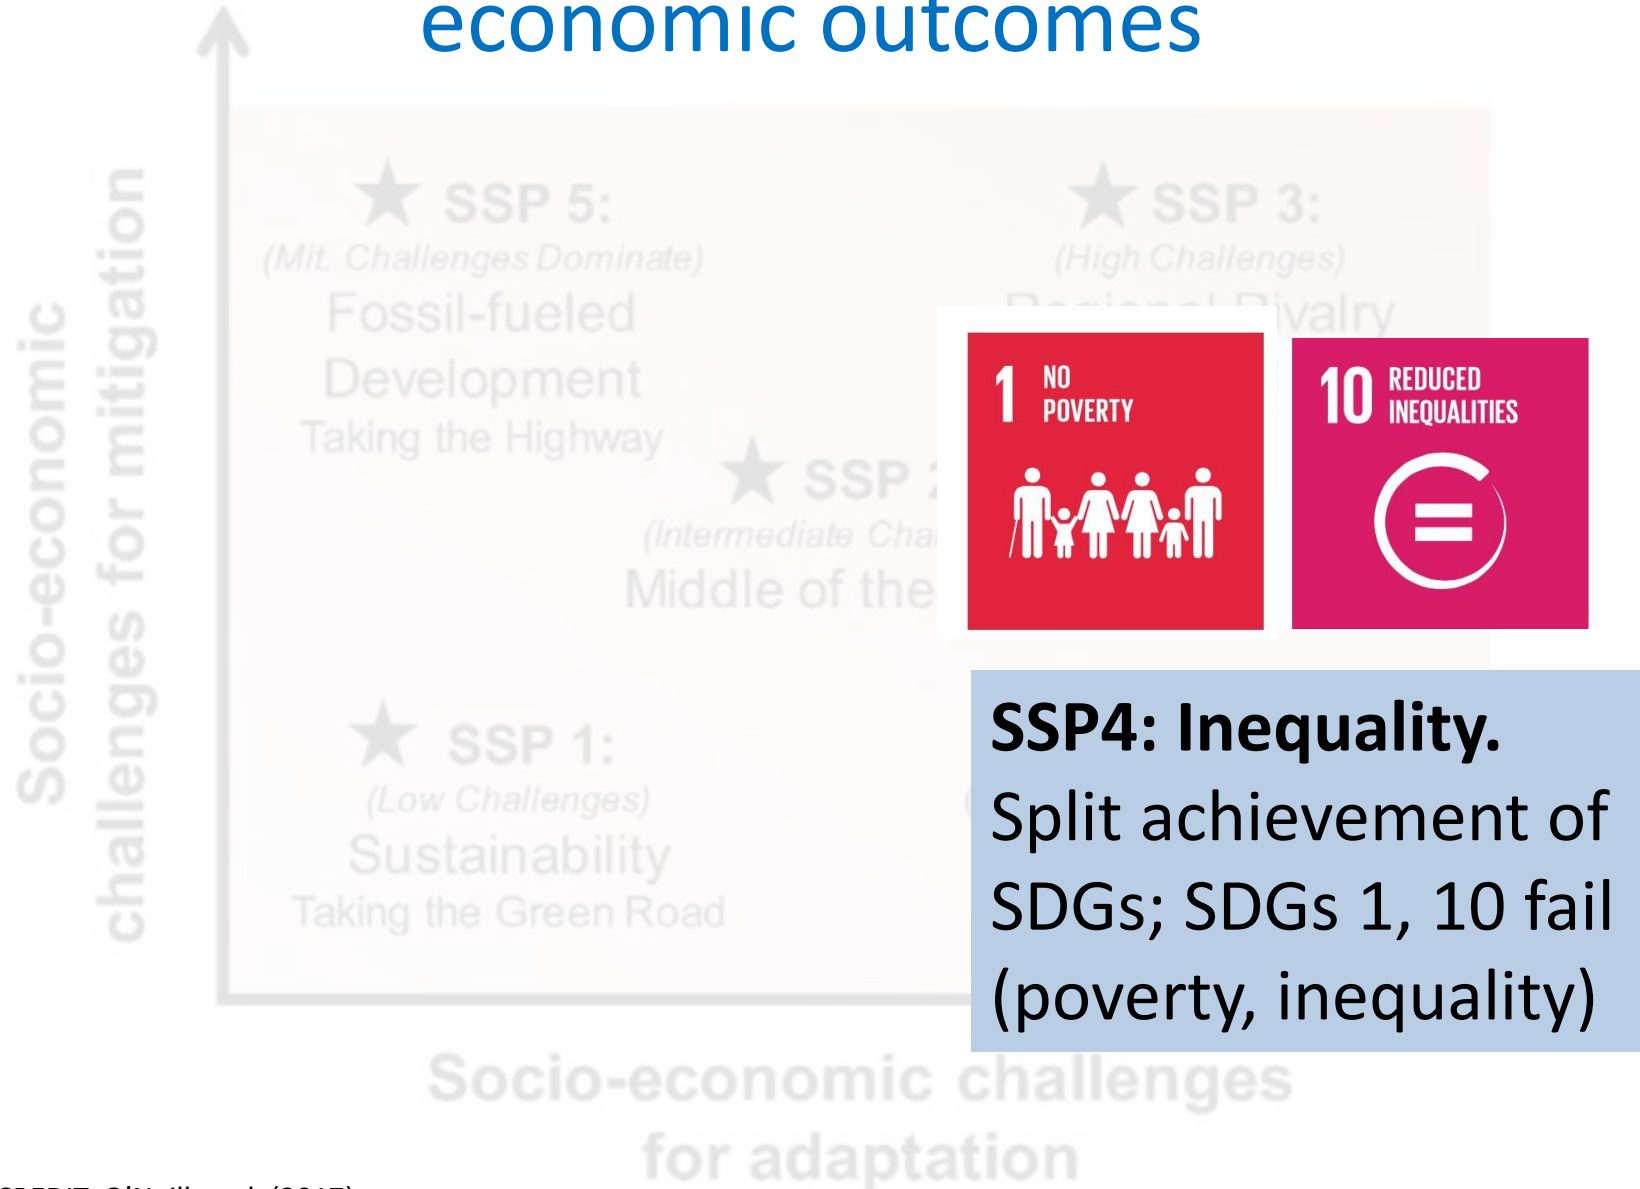 economic outcomes
Socio-economic
challenges for mitigation
SSP 5:
(Mit. Challenges Dominate)
Fossil-fueled
Development
Taking the Highway
SSP 3:
(High Challenges)
Regional Rivalry
SSP
(Intermediate
Middle of the
1 NO
POVERTY
10 REDUCED
INEQUALITIES
SSP 1:
(Low Challenges)
Sustainability
Taking the Green Road
SSP4: Inequality.
Split achievement of
SDGs; SDGs 1, 10 fail
(poverty, inequality)
Socio-economic challenges
for adaptation